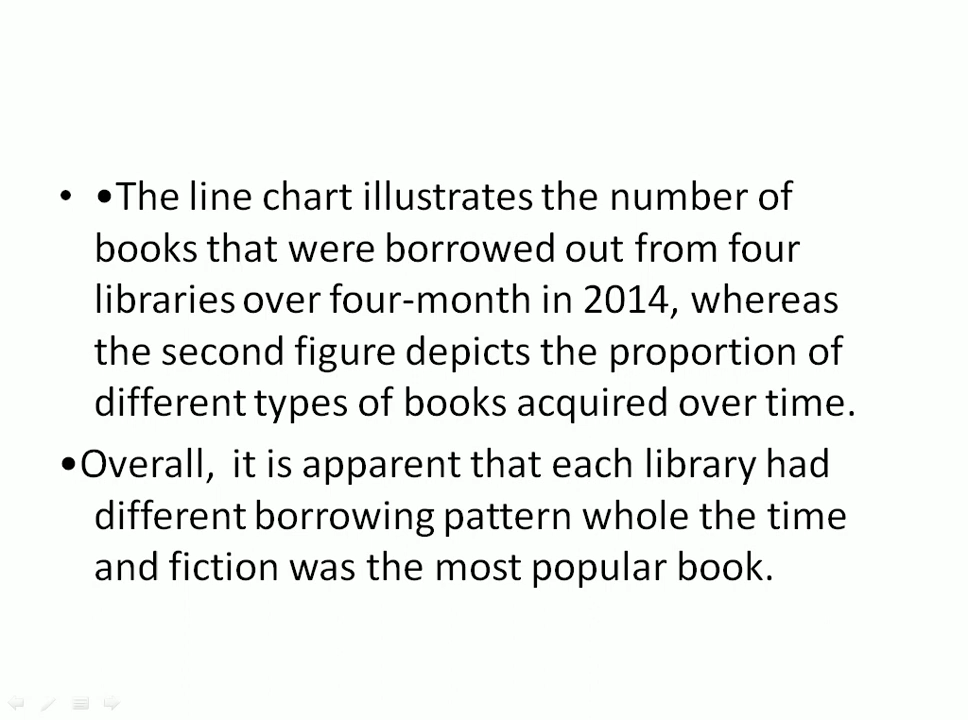 • •The line chart illustrates the number of
books that were borrowed out from four
libraries over four-month in 2014, whereas
the second figure depicts the proportion of
different types of books acquired over time.
•Overall,  it is apparent that each library had
different borrowing pattern whole the time
and fiction was the most popular book.